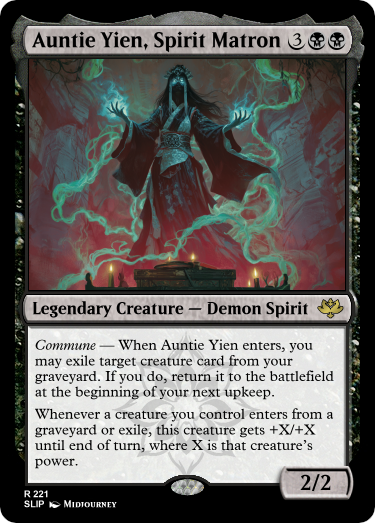 Auntie Yien, Spirit Matron 3
Legendary Creature — Demon Spirit
Commune — When Auntie Yien enters, you
may exile target creature card from your
graveyard. If you do, return it to the battlefield
at the beginning of your next upkeep.
Whenever a creature you control enters from a
graveyard or exile, this creature gets +X/+X
until end of turn, where X is that creature's
power.
2/2
R 221
SLIP Midjourney